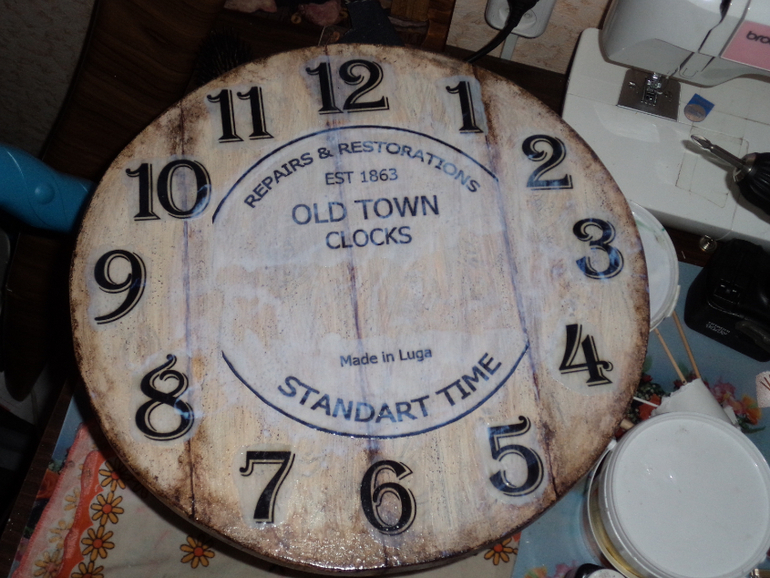 12
1
2
3
4
5
6
7
8
9
10
11
REPAIRS & RESTORATIONS
EST 1863
OLD TOWN
CLOCKS
Made in Luga
STANDART TIME